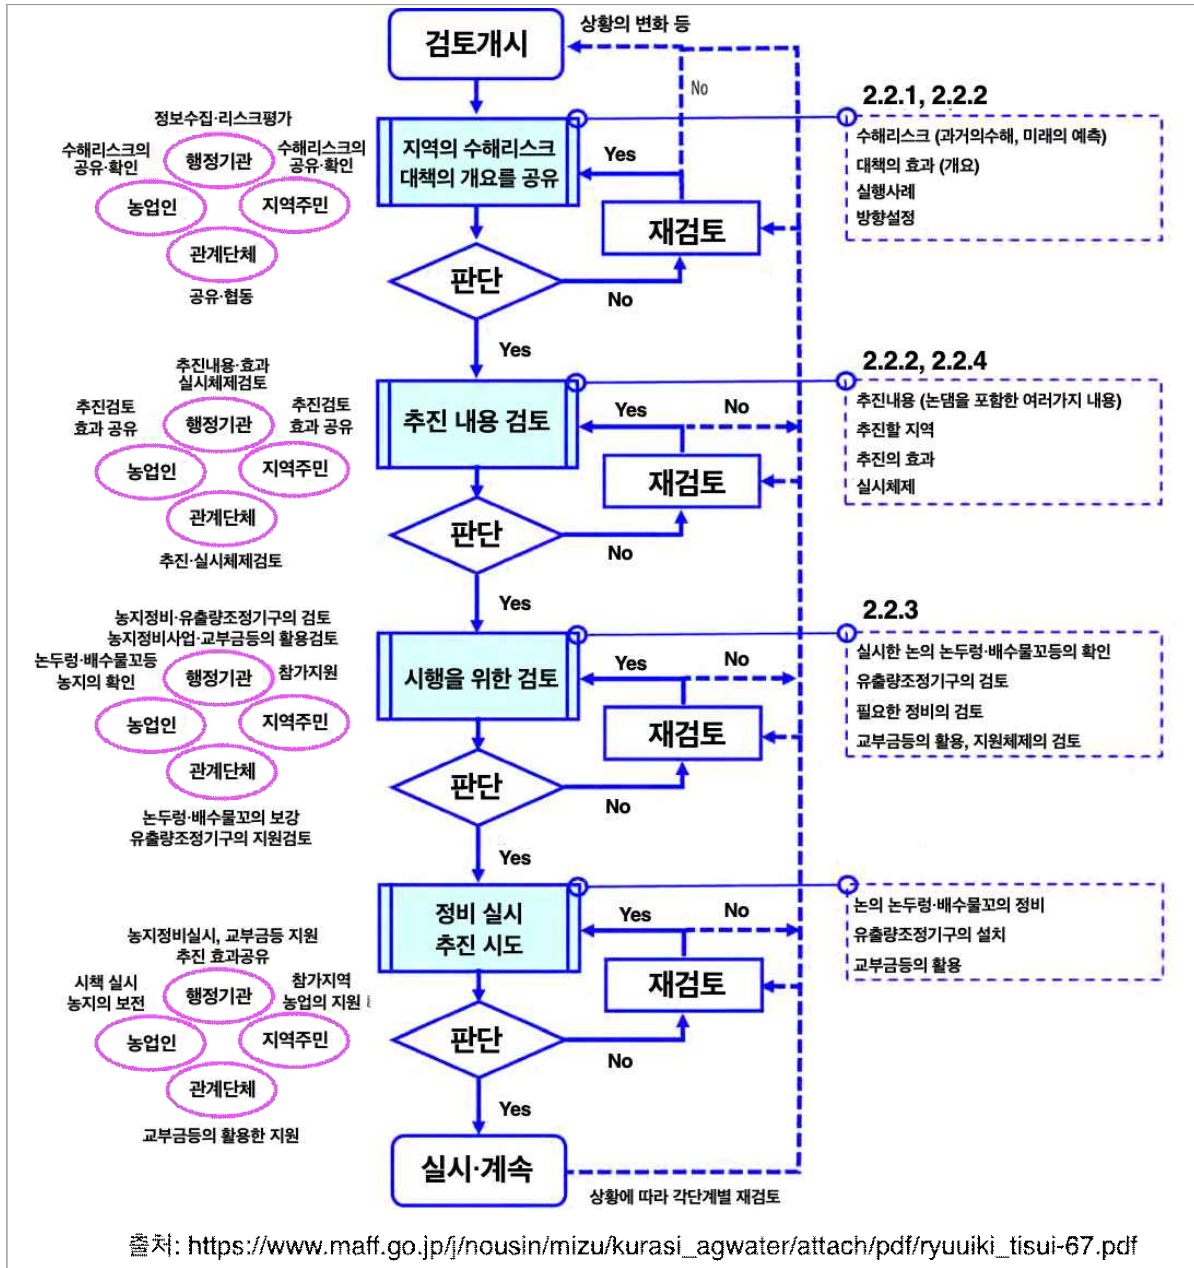 검토개시
상황의 변화 등
No
정보수집·리스크평가
수해리스크의
공유·확인
행정기관
수해리스크의
공유·확인
농업인
지역주민
관계단체
공유·협동
지역의 수해리스크
대책의 개요를 공유
Yes
재검토
판단
No
Yes
2.2.1, 2.2.2
수해리스크 (과거의수해, 미래의 예측)
대책의 효과 (개요)
실행사례
방향설정
추진내용·효과
실시체제검토
추진검토
효과 공유
행정기관
추진검토
효과 공유
농업인
지역주민
관계단체
추진·실시체제검토
추진 내용 검토
Yes
No
재검토
판단
No
Yes
2.2.2, 2.2.4
추진내용 (논댐을 포함한 여러가지 내용)
추진할 지역
추진의 효과
실시체제
농지정비·유출량조정기구의 검토
농지정비사업·교부금등의 활용검토
논두렁·배수물꼬등
농지의 확인
행정기관
참가지원
농업인
지역주민
관계단체
논두렁·배수물꼬의 보강
유출량조정기구의 지원검토
시행을 위한 검토
Yes
No
재검토
판단
No
Yes
2.2.3
실시한 논의 논두렁·배수물꼬등의 확인
유출량조정기구의 검토
필요한 정비의 검토
교부금등의 활용, 지원체제의 검토
농지정비실시, 교부금등 지원
추진 효과공유
시책 실시
농지의 보전
행정기관
참가지역
농업의 지원
농업인
지역주민
관계단체
교부금등의 활용한 지원
정비 실시
추진 시도
Yes
No
재검토
판단
No
Yes
논의 논두렁·배수물꼬의 정비
유출량조정기구의 설치
교부금등의 활용
실시·계속
상황에 따라 각단계별 재검토
출처: https://www.maff.go.jp/j/nousin/mizu/kurasi_agwater/attach/pdf/ryuuiki_tisui-67.pdf